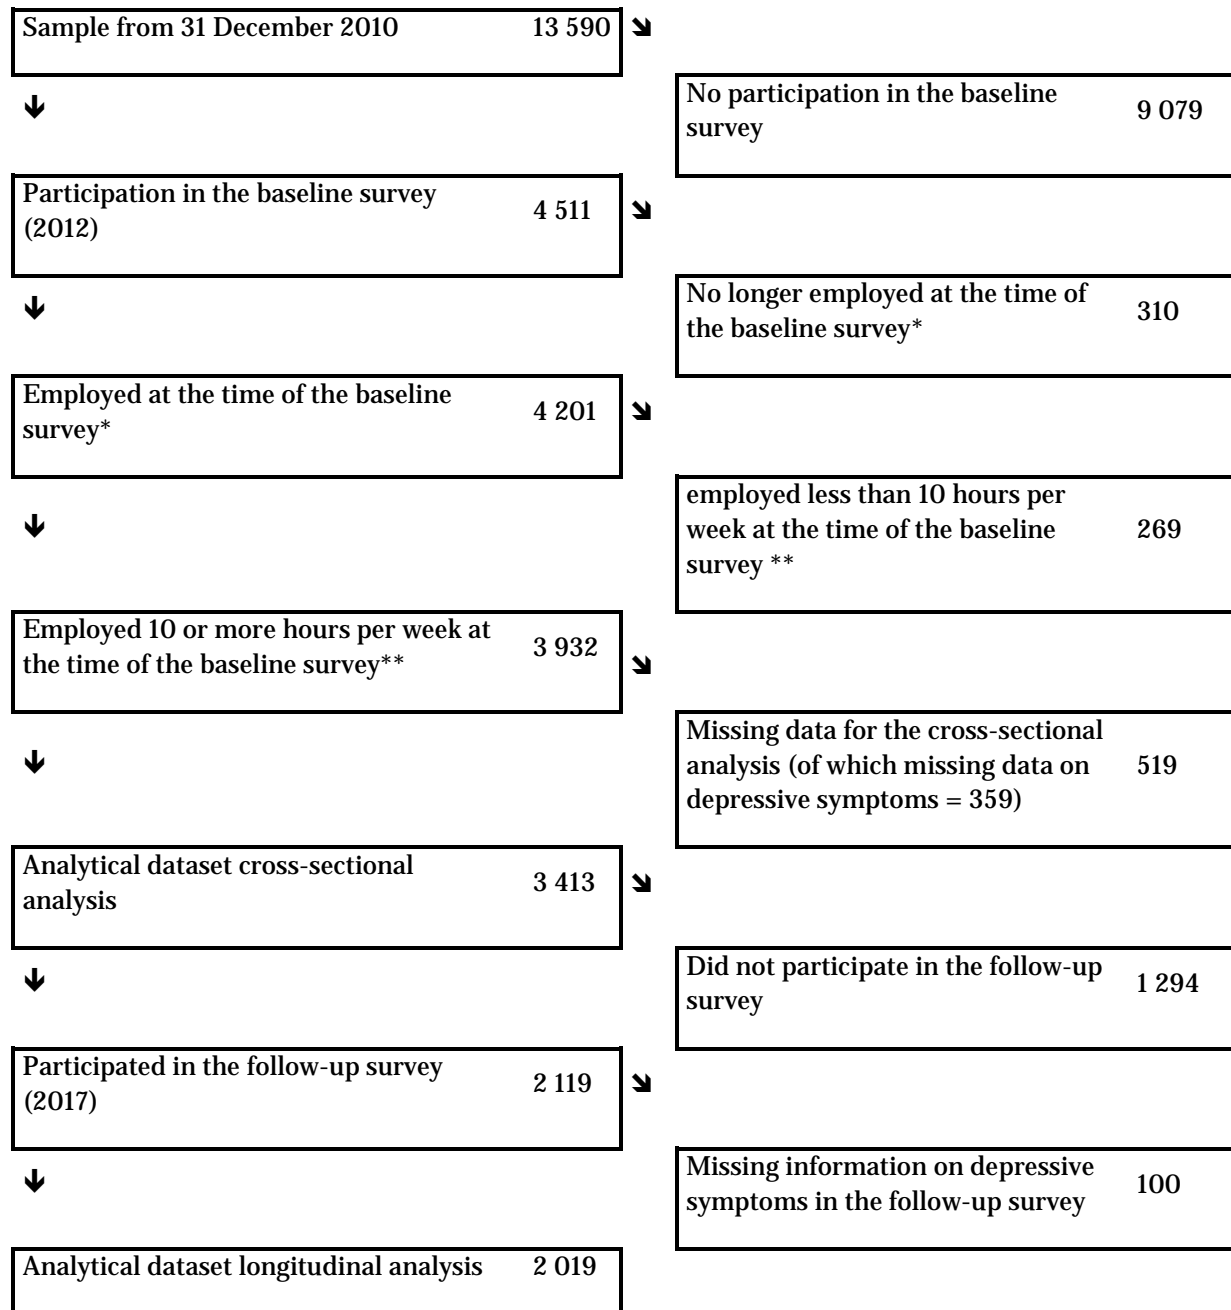 Sample from 31 December 2010 13 590 🡮
🡫
No participation in the baseline
survey 9 079
Participation in the baseline survey
(2012) 4 511 🡮
🡫
No longer employed at the time of
the baseline survey* 310
Employed at the time of the baseline
survey* 4 201 🡮
🡫
employed less than 10 hours per
week at the time of the baseline 269
survey **
Employed 10 or more hours per week at
the time of the baseline survey** 3 932 🡮
🡫
Missing data for the cross-sectional
analysis (of which missing data on 519
depressive symptoms = 359)
Analytical dataset cross-sectional
analysis 3 413 🡮
🡫
Did not participate in the follow-up
survey 1 294
Participated in the follow-up survey
(2017) 2 119 🡮
🡫
Missing information on depressive
symptoms in the follow-up survey 100
Analytical dataset longitudinal analysis 2 019